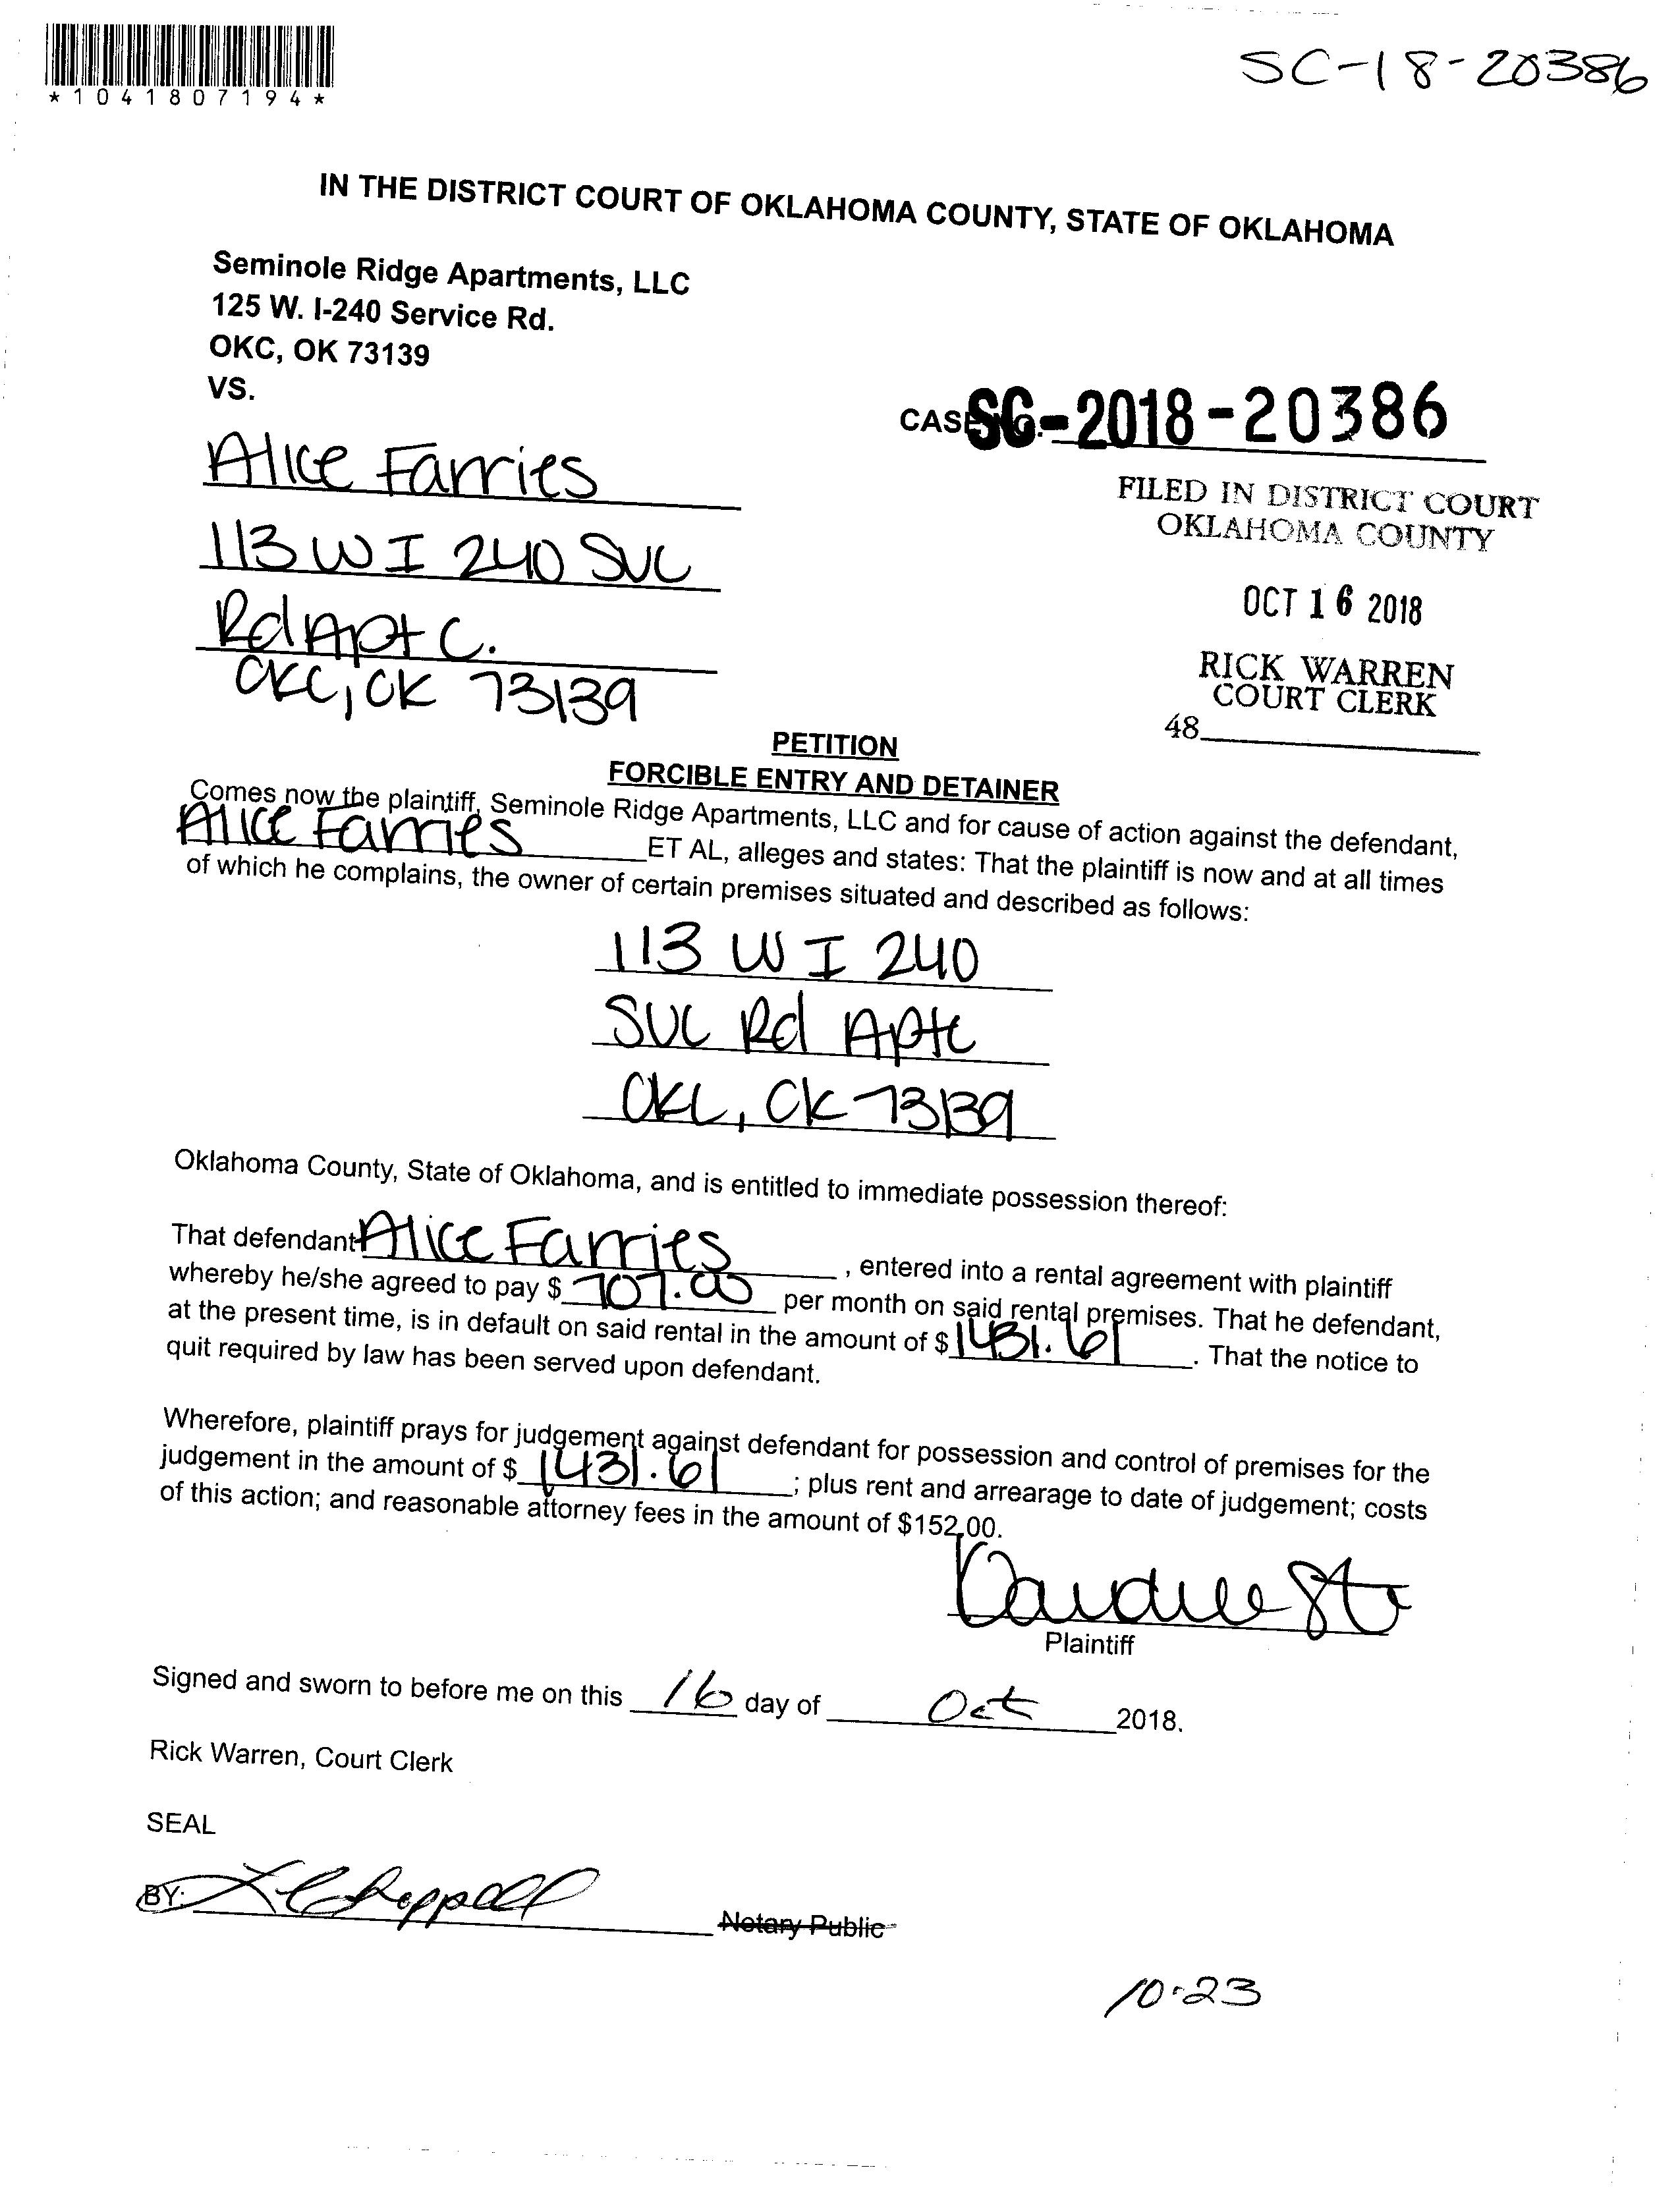 *1041807194*
SC-18-20386
IN THE DISTRICT COURT OF OKLAHOMA COUNTY, STATE OF OKLAHOMA
Seminole Ridge Apartments, LLC
125 W. I-240 Service Rd.
OKC, OK 73139
VS.
CASE NO. SC-2018-20386
Alice Farries
113 W I 240 SVC
Rd Apt C.
OKC, OK 73139
FILED IN DISTRICT COURT
OKLAHOMA COUNTY
OCT 16 2018
RICK WARREN
COURT CLERK
48
PETITION
FORCIBLE ENTRY AND DETAINER
Comes now the plaintiff, Seminole Ridge Apartments, LLC and for cause of action against the defendant,
Alice Farries ET AL, alleges and states: That the plaintiff is now and at all times
of which he complains, the owner of certain premises situated and described as follows:
113 W I 240
SVC Rd Apt C
OKC, OK 73139
Oklahoma County, State of Oklahoma, and is entitled to immediate possession thereof:
That defendant Alice Farries, entered into a rental agreement with plaintiff
whereby he/she agreed to pay $ 707.00 per month on said rental premises. That he defendant,
at the present time, is in default on said rental in the amount of $ 1431.61. That the notice to
quit required by law has been served upon defendant.
Wherefore, plaintiff prays for judgement against defendant for possession and control of premises for the
judgement in the amount of $ 1431.61; plus rent and arrearage to date of judgement; costs
of this action; and reasonable attorney fees in the amount of $152.00.
Plaintiff
Signed and sworn to before me on this 16 day of Oct 2018.
Rick Warren, Court Clerk
SEAL
BY:
Notary Public
10-23